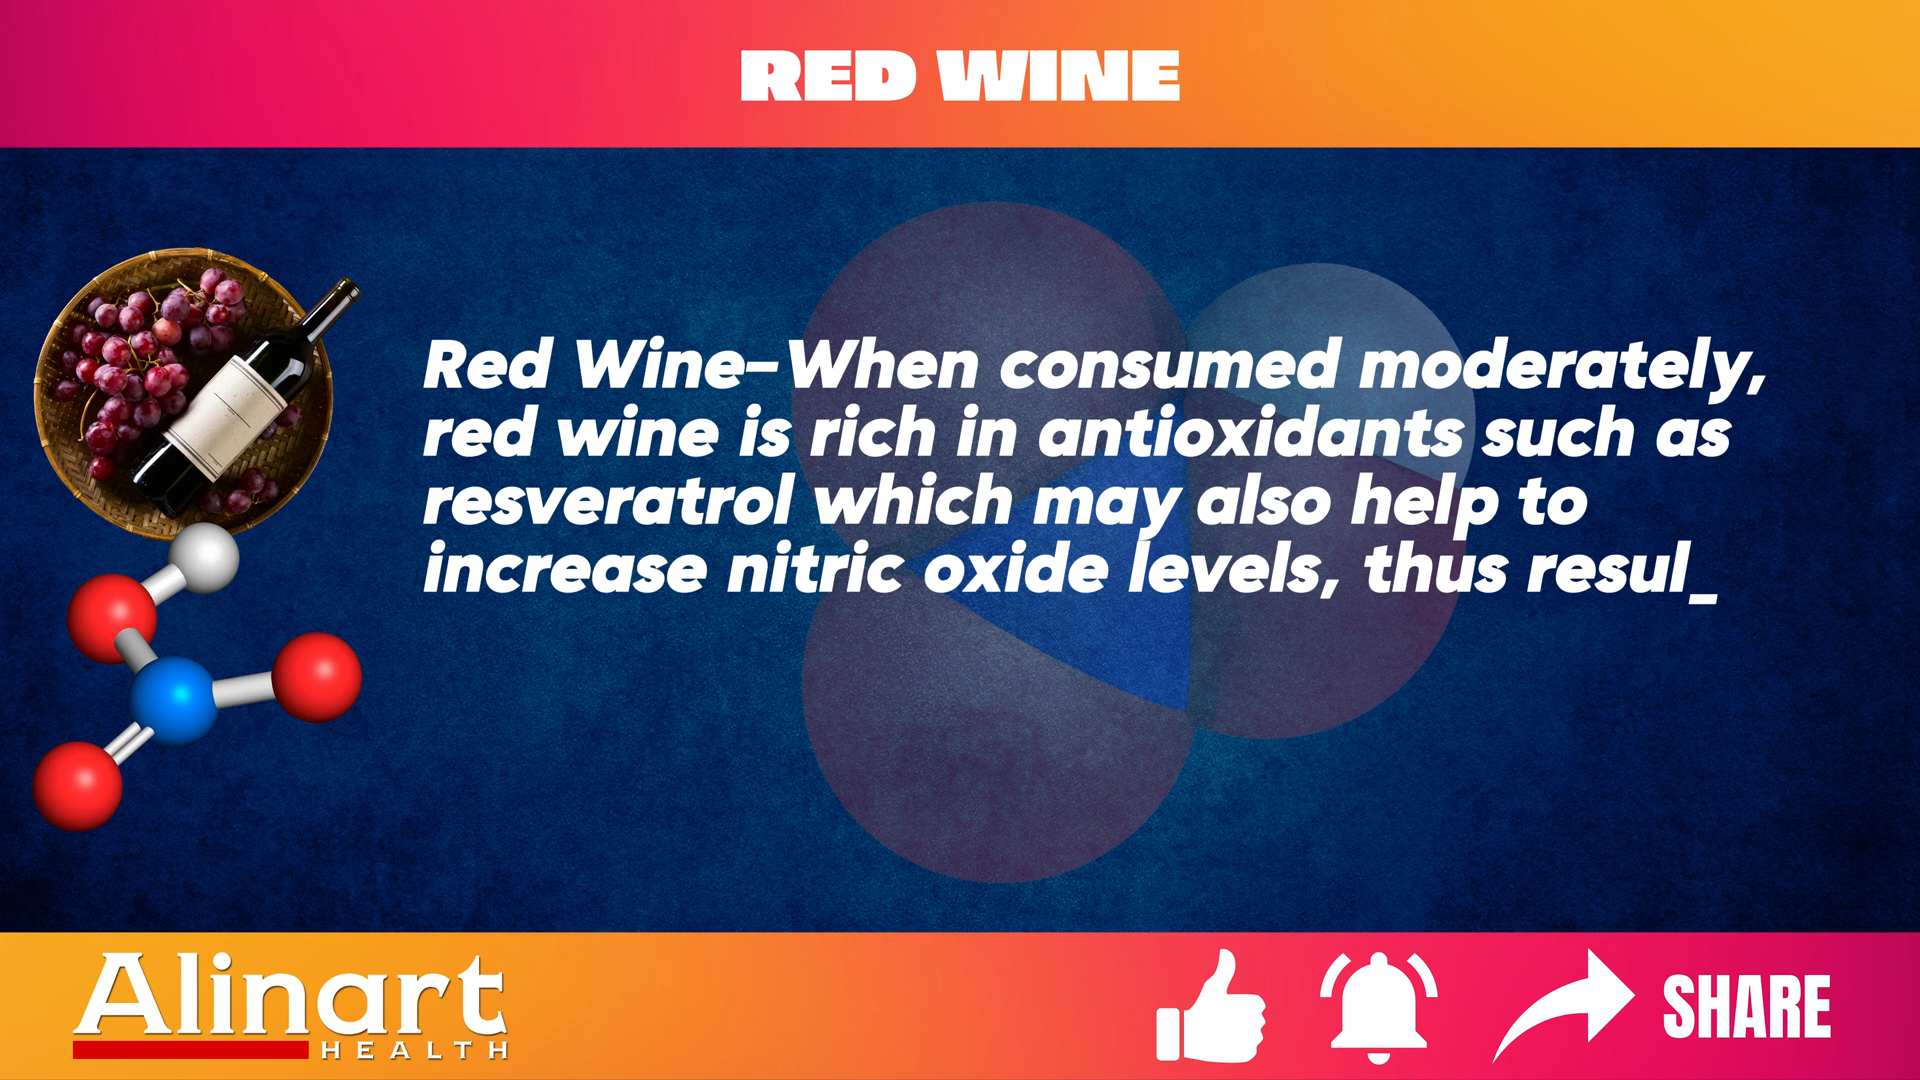 RED WINE
Red Wine–When consumed moderately,
red wine is rich in antioxidants such as
resveratrol which may also help to
increase nitric oxide levels, thus resul_
Alinart
HEALTH
SHARE